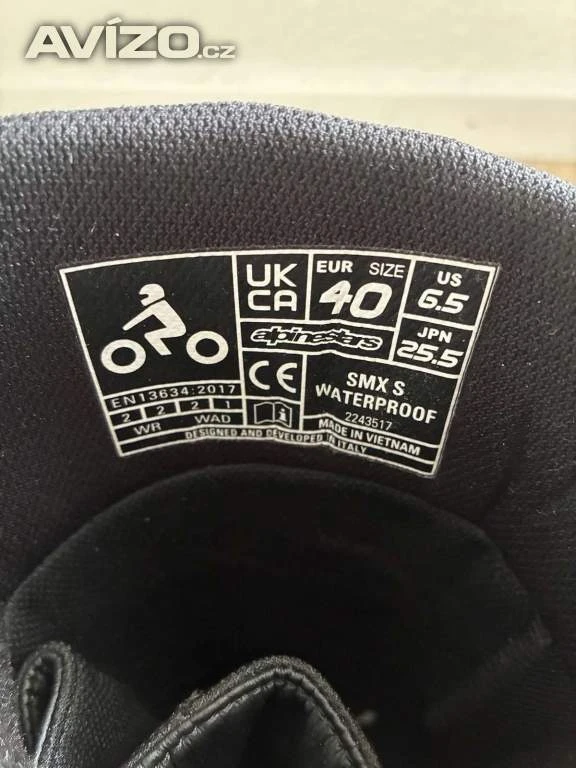 AVÍZO.cz
UK
CA
EUR SIZE
40
US
6.5
alpinestars
JPN
25.5
CE
SMX S
WATERPROOF
2243517
EN13634:2017
2 2 2 1
WR WAD
MADE IN VIETNAM
DESIGNED AND DEVELOPED IN ITALY